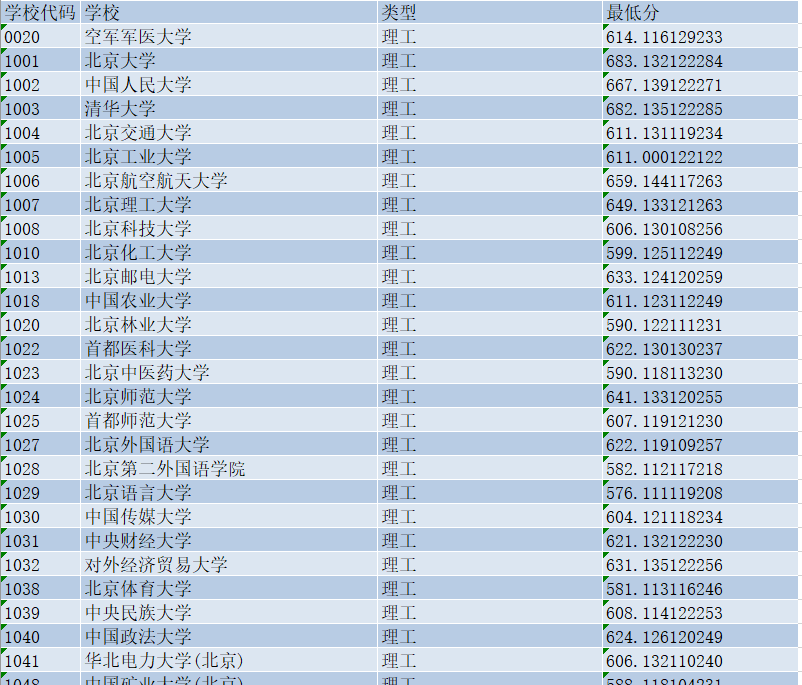 学校代码 学校 类型 最低分
0020 空军军医大学 理工 614.116129233
1001 北京大学 理工 683.132122284
1002 中国人民大学 理工 667.139122271
1003 清华大学 理工 682.135122285
1004 北京交通大学 理工 611.131119234
1005 北京工业大学 理工 611.000122122
1006 北京航空航天大学 理工 659.144117263
1007 北京理工大学 理工 649.133121263
1008 北京科技大学 理工 606.130108256
1010 北京化工大学 理工 599.125112249
1013 北京邮电大学 理工 633.124120259
1018 中国农业大学 理工 611.123112249
1020 北京林业大学 理工 590.122111231
1022 首都医科大学 理工 622.130130237
1023 北京中医药大学 理工 590.118113230
1024 北京师范大学 理工 641.133120255
1025 首都师范大学 理工 607.119121230
1027 北京外国语大学 理工 622.119109257
1028 北京第二外国语学院 理工 582.112117218
1029 北京语言大学 理工 576.111119208
1030 中国传媒大学 理工 604.121118234
1031 中央财经大学 理工 621.132122230
1032 对外经济贸易大学 理工 631.135122256
1038 北京体育大学 理工 581.113116246
1039 中央民族大学 理工 608.114122253
1040 中国政法大学 理工 624.126120249
1041 华北电力大学(北京) 理工 606.132110240
1048 中国矿业大学(北京) 理工 588.118104231